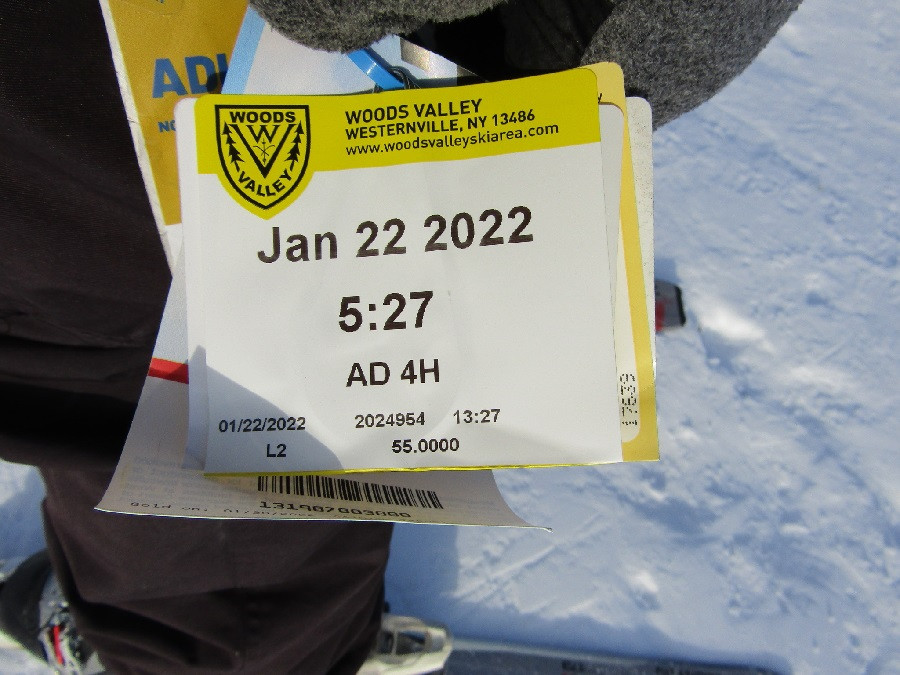 ADU
WOODS
W
VALLEY
WOODS VALLEY
WESTERNVILLE, NY 13486
www.woodsvalleyskiarea.com
Jan 22 2022
5:27
AD 4H
01/22/2022 2024954 13:27
L2 55.0000